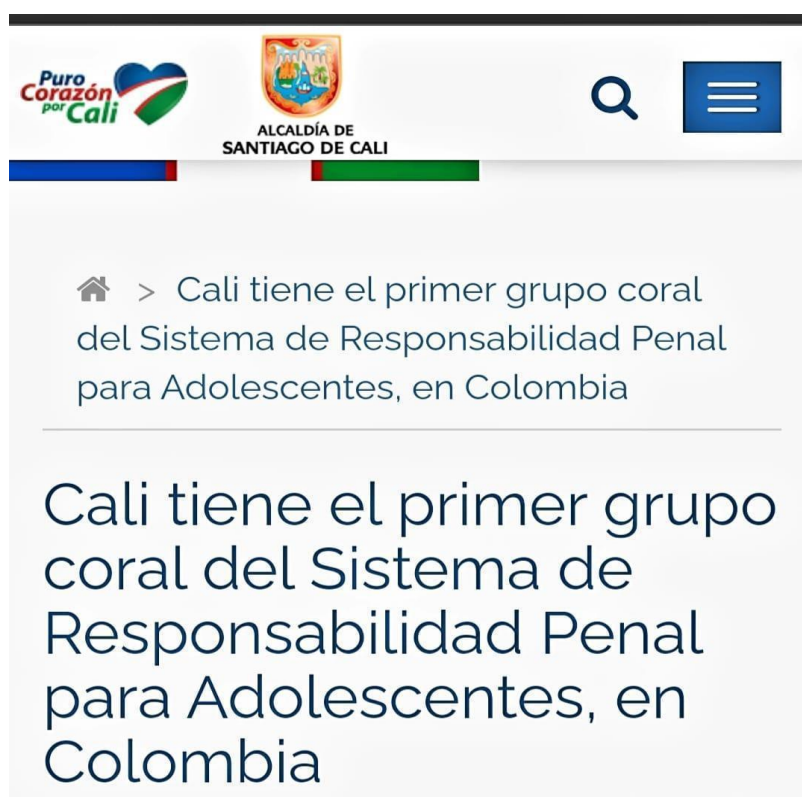 Puro
Corazón
por Cali
ALCALDÍA DE
SANTIAGO DE CALI
> Cali tiene el primer grupo coral
del Sistema de Responsabilidad Penal
para Adolescentes, en Colombia
Cali tiene el primer grupo
coral del Sistema de
Responsabilidad Penal
para Adolescentes, en
Colombia